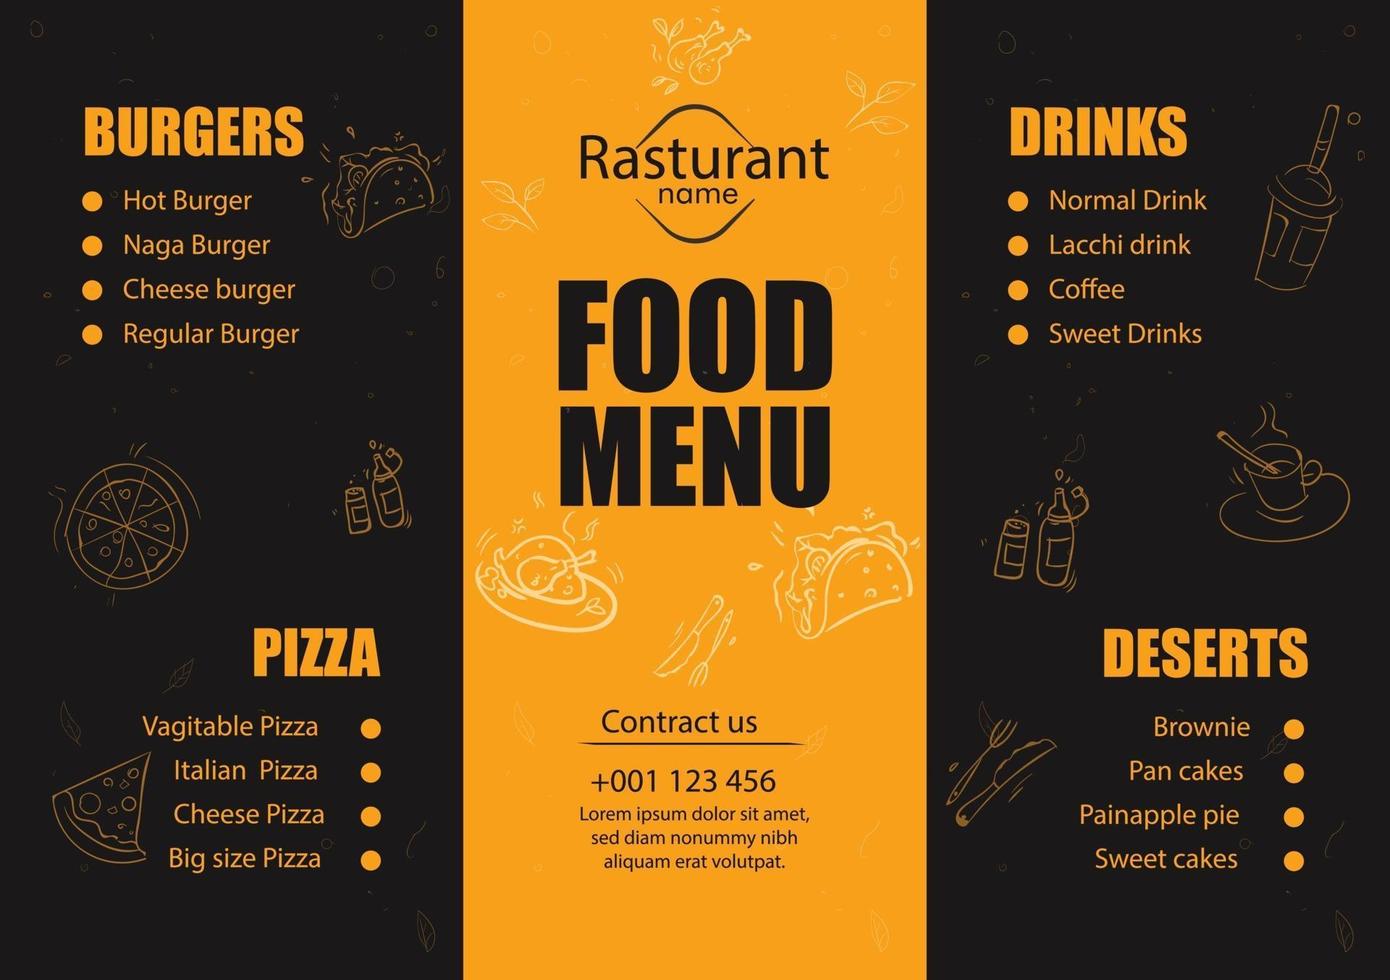 BURGERS
Hot Burger
Naga Burger
Cheese burger
Regular Burger
PIZZA
Vagitable Pizza
Italian  Pizza
Cheese Pizza
Big size Pizza
Rasturant
name
FOOD
MENU
Contract us
+001 123 456
Lorem ipsum dolor sit amet,
sed diam nonummy nibh
aliquam erat volutpat.
DRINKS
Normal Drink
Lacchi drink
Coffee
Sweet Drinks
DESERTS
Brownie
Pan cakes
Painapple pie
Sweet cakes